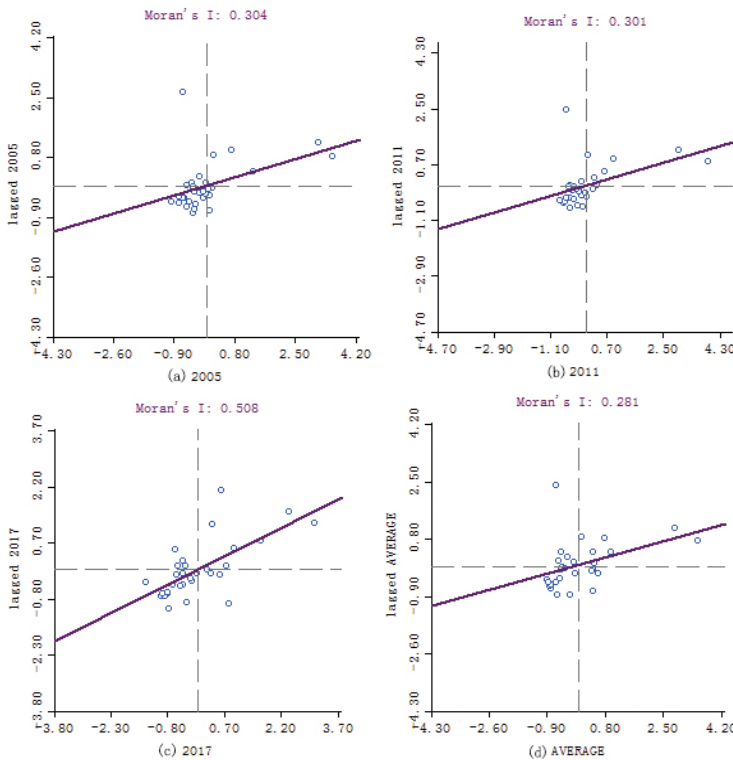 Moran's I: 0.304
lagged 2005
4.20
2.50
0.80
-0.90
-2.60
-4.30
-4.30 -2.60 -0.90 0.80 2.50 4.20
(a) 2005
Moran's I: 0.301
lagged 2011
4.30
2.50
0.70
-1.10
-2.90
-4.70
-4.70 -2.90 -1.10 0.70 2.50 4.30
(b) 2011
Moran's I: 0.508
lagged 2017
3.70
2.20
0.70
-0.80
-2.30
-3.80
-3.80 -2.30 -0.80 0.70 2.20 3.70
(c) 2017
Moran's I: 0.281
lagged AVERAGE
4.20
2.50
0.80
-0.90
-2.60
-4.30
-4.30 -2.60 -0.90 0.80 2.50 4.20
(d) AVERAGE